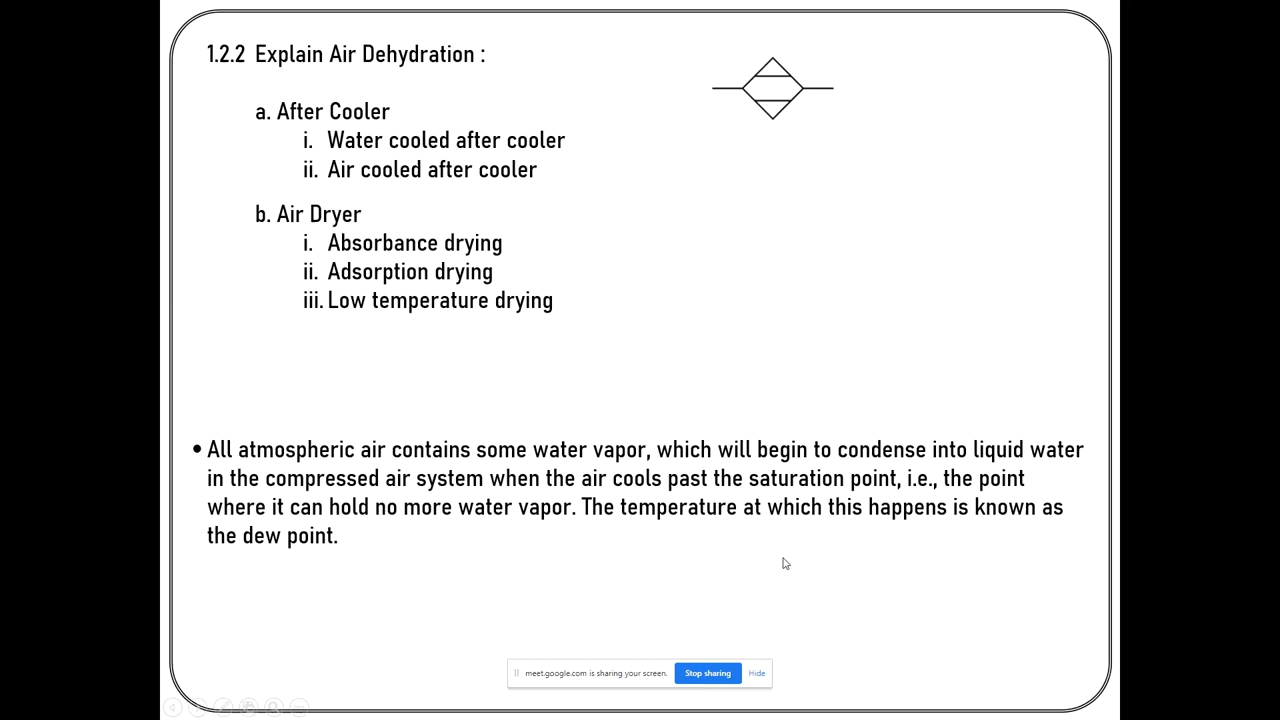 1.2.2 Explain Air Dehydration :
a. After Cooler
i. Water cooled after cooler
ii. Air cooled after cooler
b. Air Dryer
i. Absorbance drying
ii. Adsorption drying
iii. Low temperature drying
• All atmospheric air contains some water vapor, which will begin to condense into liquid water
in the compressed air system when the air cools past the saturation point, i.e., the point
where it can hold no more water vapor. The temperature at which this happens is known as
the dew point.
meet.google.com is sharing your screen. Stop sharing Hide